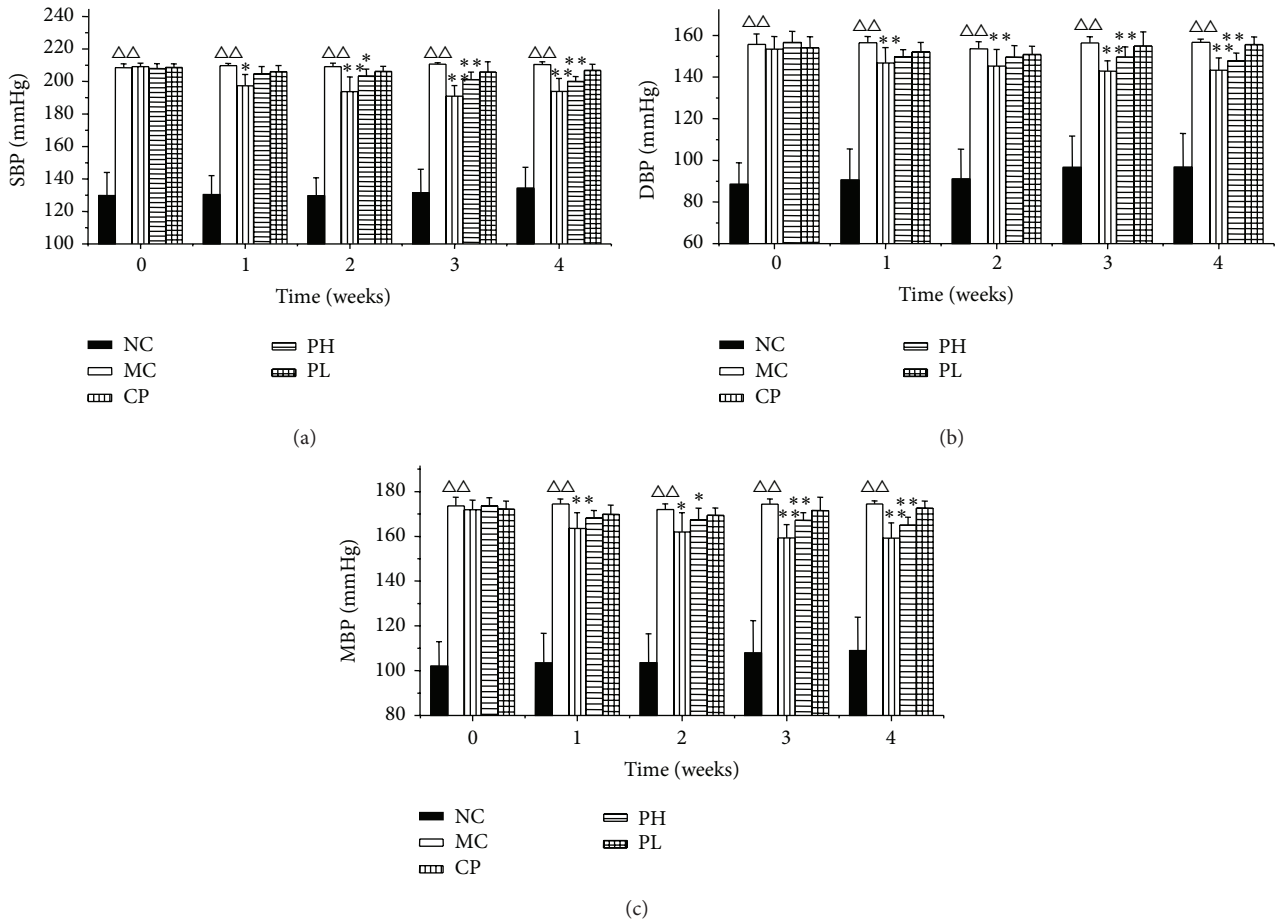 △△ △△ △△ △△ △△
* ** * ** ** ** **
240
220
210
200
190
180
160
130
120
100
SBP (mmHg)
0 1 2 3 4
Time (weeks)
NC PH
MC PL
CP
(a)
△△ △△ △△ △△ △△
** ** ** ** ** **
160
140
120
100
80
60
DBP (mmHg)
0 1 2 3 4
Time (weeks)
NC PH
MC PL
CP
(b)
△△ △△ △△ △△ △△
** * * ** ** ** **
180
160
140
120
100
80
MBP (mmHg)
0 1 2 3 4
Time (weeks)
NC PH
MC PL
CP
(c)